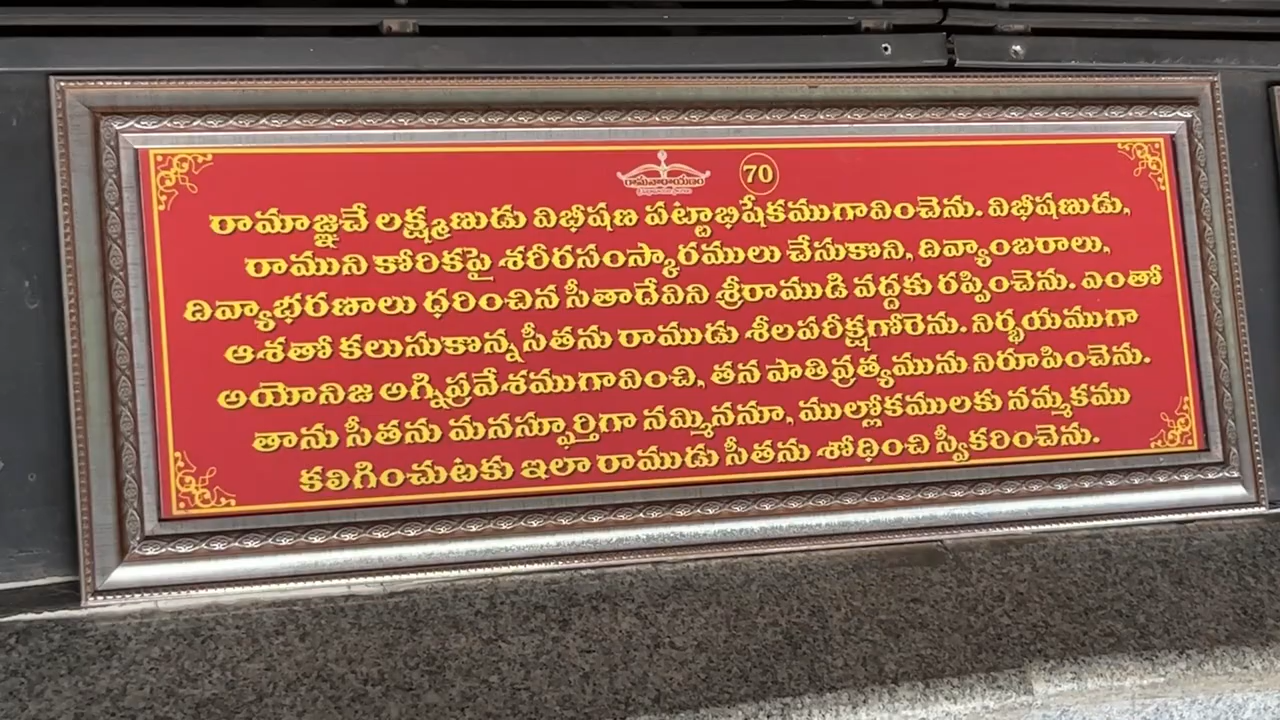 రామనారాయణం
70
రామాజ్ఞచే లక్ష్మణుడు విభీషణ పట్టాభిషేకముగావించెను. విభీషణుడు,
రాముని కోరికపై శరీరసంస్కారములు చేసుకొని, దివ్యాంబరాలు,
దివ్యాభరణాలు ధరించిన సీతాదేవిని శ్రీరాముడి వద్దకు రప్పించెను. ఎంతో
ఆశతో కలుసుకొన్న సీతను రాముడు శీలపరీక్షగోరెను. నిర్భయముగా
అయోనిజ అగ్నిప్రవేశముగావించి, తన పాతివ్రత్యమును నిరూపించెను.
తాను సీతను మనస్ఫూర్తిగా నమ్మిననూ, ముల్లోకములకు నమ్మకము
కలిగించుటకు ఇలా రాముడు సీతను శోధించి స్వీకరించెను.